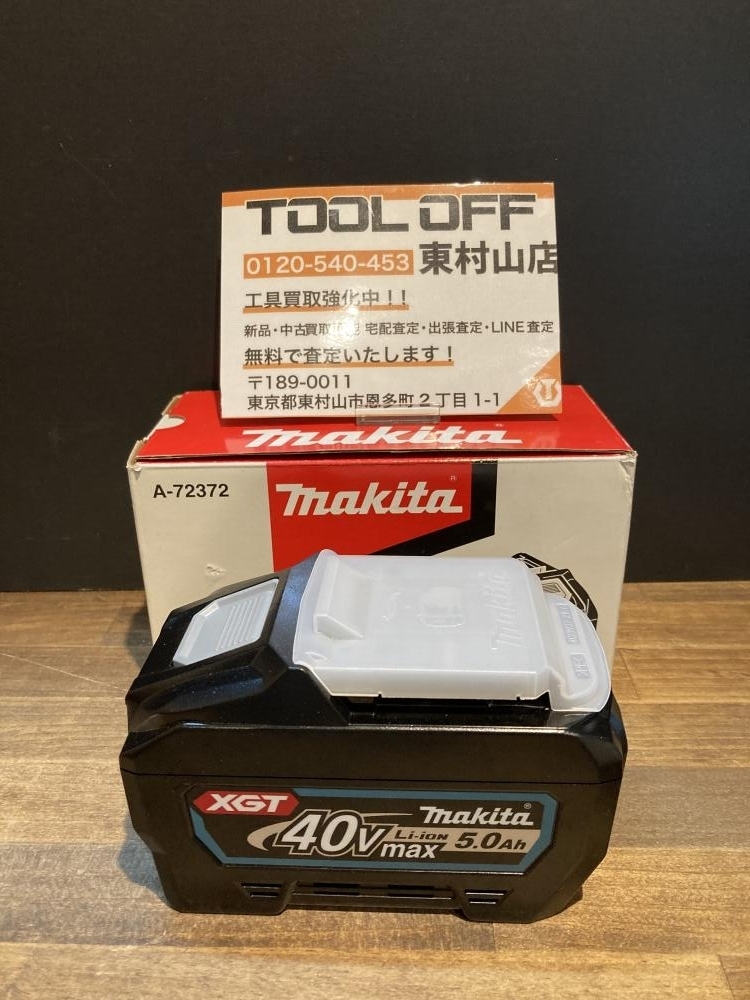 TOOL OFF
0120-540-453 東村山店
工具買取強化中!!
新品・中古買取 宅配査定・出張査定・LINE査定
無料で査定いたします!
〒189-0011
東京都東村山市恩多町2丁目1-1
makita
A-72372
makita®
makita
XGT
makita®
40Vmax Li-ion 5.0Ah